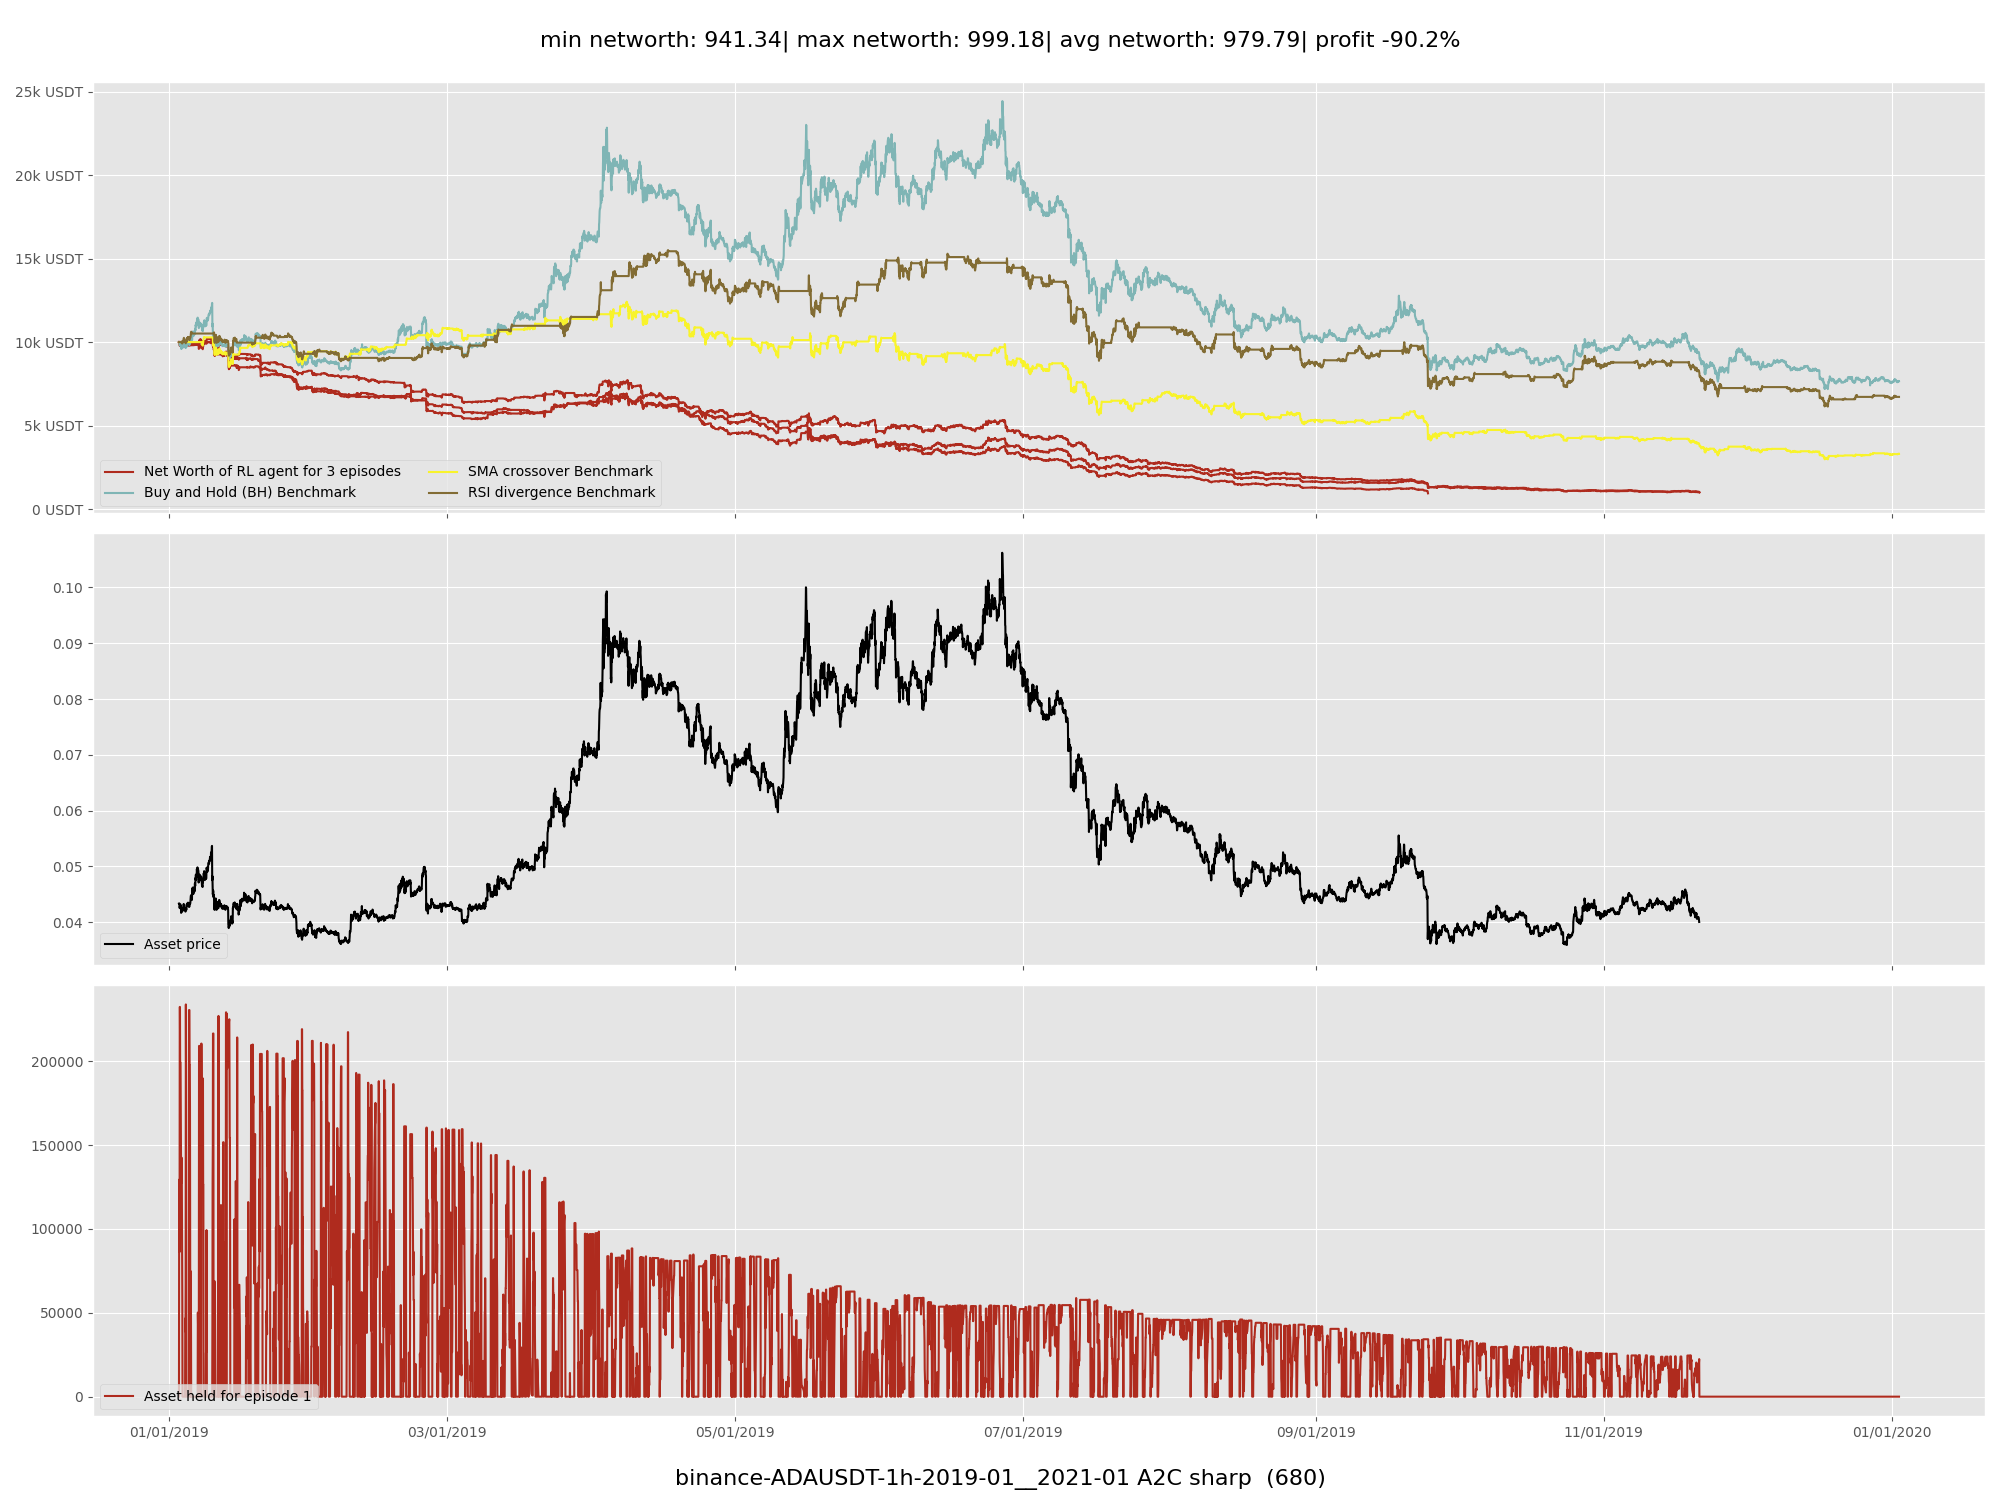 min networth: 941.34| max networth: 999.18| avg networth: 979.79| profit -90.2%
25k USDT
20k USDT
15k USDT
10k USDT
5k USDT
0 USDT
Net Worth of RL agent for 3 episodes
Buy and Hold (BH) Benchmark
SMA crossover Benchmark
RSI divergence Benchmark
0.10
0.09
0.08
0.07
0.06
0.05
0.04
Asset price
200000
150000
100000
50000
0
Asset held for episode 1
01/01/2019
03/01/2019
05/01/2019
07/01/2019
09/01/2019
11/01/2019
01/01/2020
binance-ADAUSDT-1h-2019-01__2021-01 A2C sharp (680)